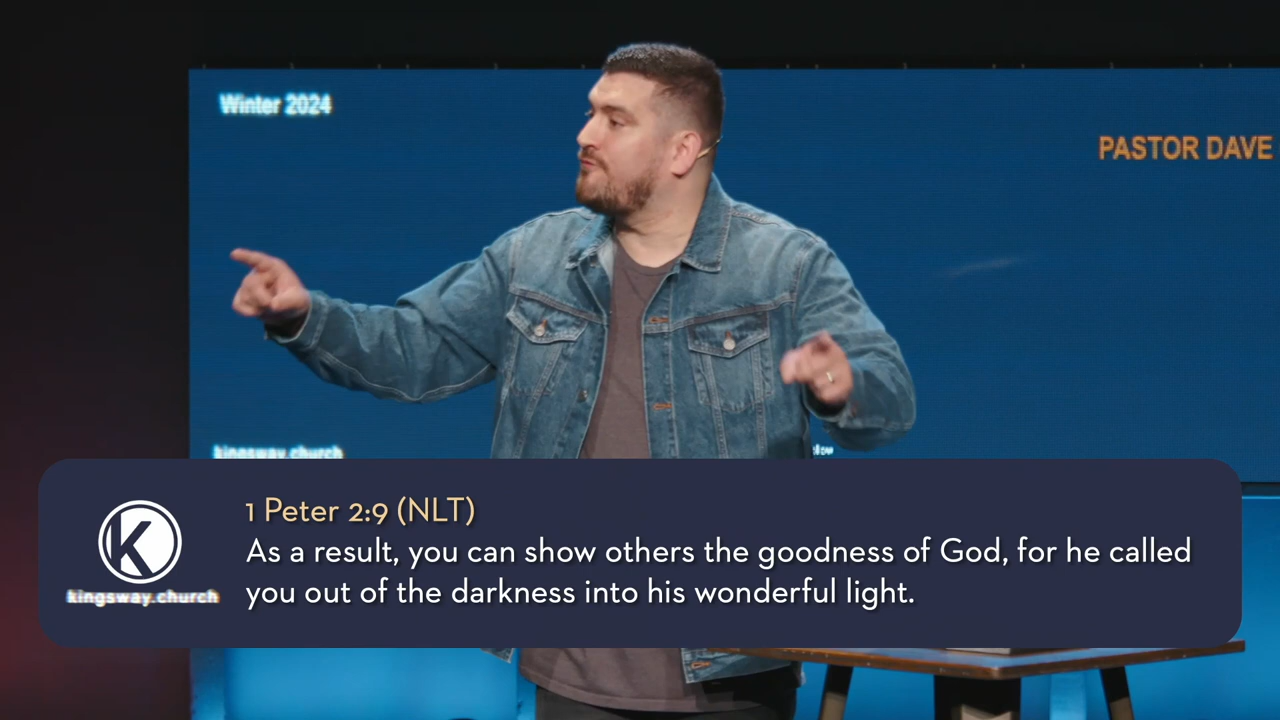 Winter 2024
PASTOR DAVE
kingsway.church
1 Peter 2:9 (NLT)
As a result, you can show others the goodness of God, for he called
you out of the darkness into his wonderful light.
K
kingsway.church